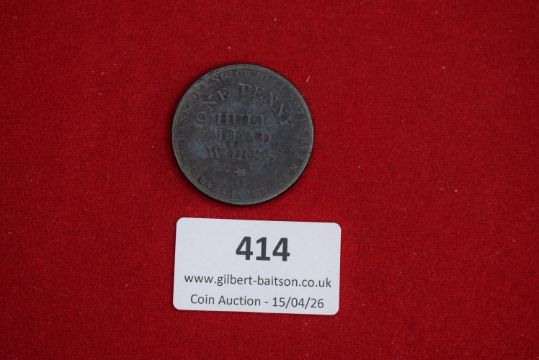 ONE PENNY
HULL
LEAD
WORKS
414
www.gilbert-baitson.co.uk
Coin Auction - 15/04/26